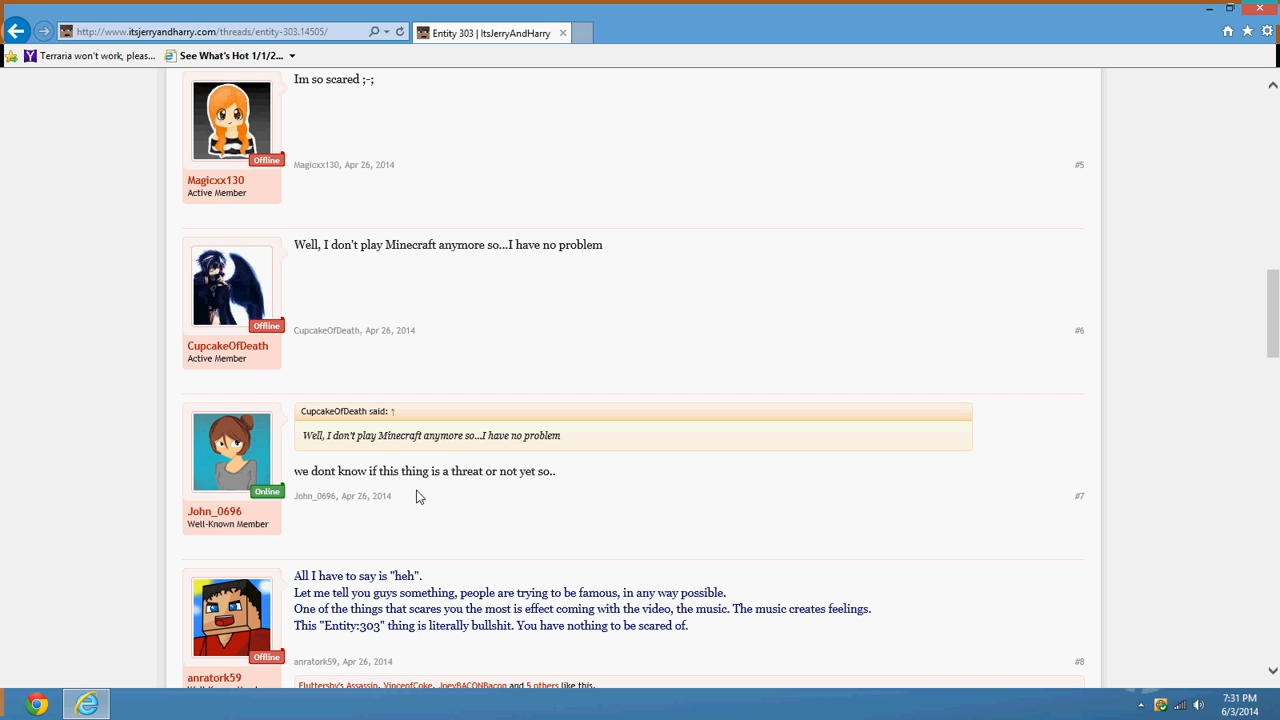 http://www.itsjerryandharry.com/threads/entity-303.14505/
Entity 303 | ItsJerryAndHarry
Terraria won't work, pleas...
See What's Hot 1/1/2...
Im so scared ;-;
Offline
Magicxx130, Apr 26, 2014
#5
Magicxx130
Active Member
Well, I don't play Minecraft anymore so...I have no problem
Offline
CupcakeOfDeath, Apr 26, 2014
#6
CupcakeOfDeath
Active Member
CupcakeOfDeath said: ↑
Well, I don't play Minecraft anymore so...I have no problem
we dont know if this thing is a threat or not yet so..
Online
John_0696, Apr 26, 2014
#7
John_0696
Well-Known Member
All I have to say is "heh".
Let me tell you guys something, people are trying to be famous, in any way possible.
One of the things that scares you the most is effect coming with the video, the music. The music creates feelings.
This "Entity:303" thing is literally bullshit. You have nothing to be scared of.
Offline
anratork59, Apr 26, 2014
#8
anratork59
Fluttershy's Assassin, VinceofCoke, JoeyBACONBacon and 5 others like this.
7:31 PM
6/3/2014